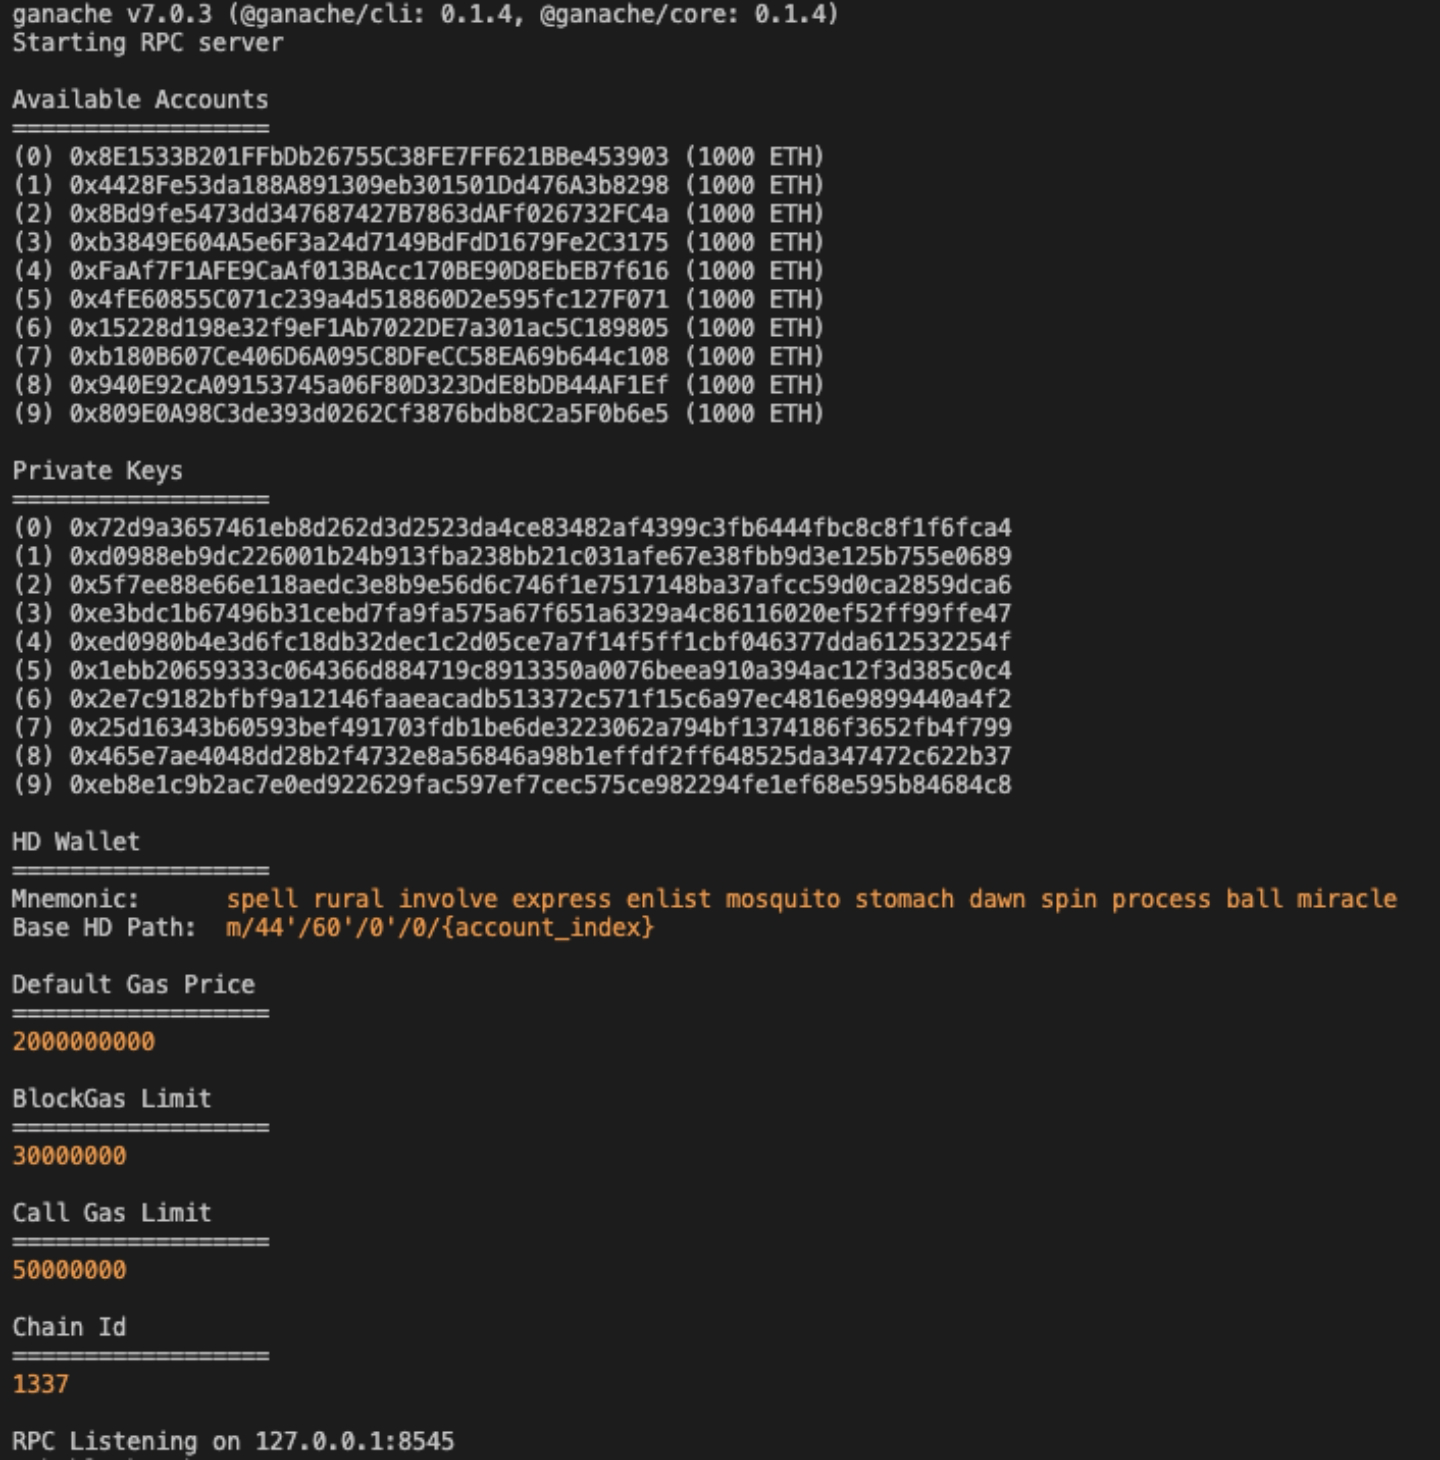 ganache v7.0.3 (@ganache/cli: 0.1.4, @ganache/core: 0.1.4)
Starting RPC server
Available Accounts
==================
(0) 0x8E1533B201FFbDb26755C38FE7FF621BBe453903 (1000 ETH)
(1) 0x4428Fe53da188A891309eb301501Dd476A3b8298 (1000 ETH)
(2) 0x8Bd9fe5473dd347687427B7863dAFf026732FC4a (1000 ETH)
(3) 0xb3849E604A5e6F3a24d7149BdFdD1679Fe2C3175 (1000 ETH)
(4) 0xFaAf7F1AFE9CaAf013BAcc170BE90D8EbEB7f616 (1000 ETH)
(5) 0x4fE60855C071c239a4d518860D2e595fc127F071 (1000 ETH)
(6) 0x15228d198e32f9eF1Ab7022DE7a301ac5C189805 (1000 ETH)
(7) 0xb180B607Ce406D6A095C8DFeCC58EA69b644c108 (1000 ETH)
(8) 0x940E92cA09153745a06F80D323DdE8bDB44AF1Ef (1000 ETH)
(9) 0x809E0A98C3de393d0262Cf3876bdb8C2a5F0b6e5 (1000 ETH)
Private Keys
==================
(0) 0x72d9a3657461eb8d262d3d2523da4ce83482af4399c3fb6444fbc8c8f1f6fca4
(1) 0xd0988eb9dc226001b24b913fba238bb21c031afe67e38fbb9d3e125b755e0689
(2) 0x5f7ee88e66e118aedc3e8b9e56d6c746f1e7517148ba37afcc59d0ca2859dca6
(3) 0xe3bdc1b67496b31cebd7fa9fa575a67f651a6329a4c86116020ef52ff99ffe47
(4) 0xed0980b4e3d6fc18db32dec1c2d05ce7a7f14f5ff1cbf046377dda612532254f
(5) 0x1ebb20659333c064366d884719c8913350a0076beea910a394ac12f3d385c0c4
(6) 0x2e7c9182bfbf9a12146faaeacadb513372c571f15c6a97ec4816e9899440a4f2
(7) 0x25d16343b60593bef491703fdb1be6de3223062a794bf1374186f3652fb4f799
(8) 0x465e7ae4048dd28b2f4732e8a56846a98b1effdf2ff648525da347472c622b37
(9) 0xeb8e1c9b2ac7e0ed922629fac597ef7cec575ce982294fe1ef68e595b84684c8
HD Wallet
==================
Mnemonic:      spell rural involve express enlist mosquito stomach dawn spin process ball miracle
Base HD Path:  m/44'/60'/0'/0/{account_index}
Default Gas Price
==================
2000000000
BlockGas Limit
==================
30000000
Call Gas Limit
==================
50000000
Chain Id
==================
1337
RPC Listening on 127.0.0.1:8545